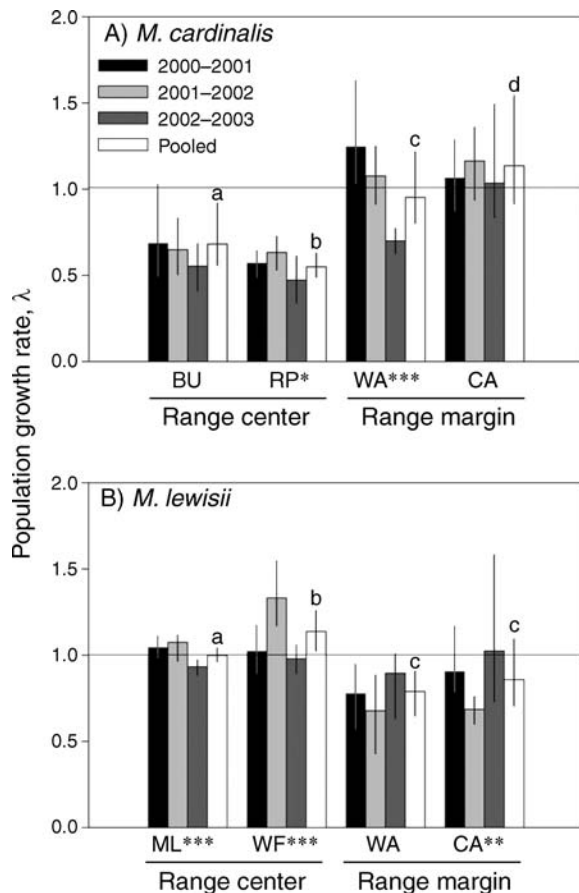 A) M. cardinalis
2000–2001
2001–2002
2002–2003
Pooled
2.0
1.5
1.0
0.5
0.0
a
b
c
d
BU RP* WA*** CA
Range center Range margin
Population growth rate, λ
B) M. lewisii
2.0
1.5
1.0
0.5
0.0
a
b
c
c
ML*** WF*** WA CA**
Range center Range margin